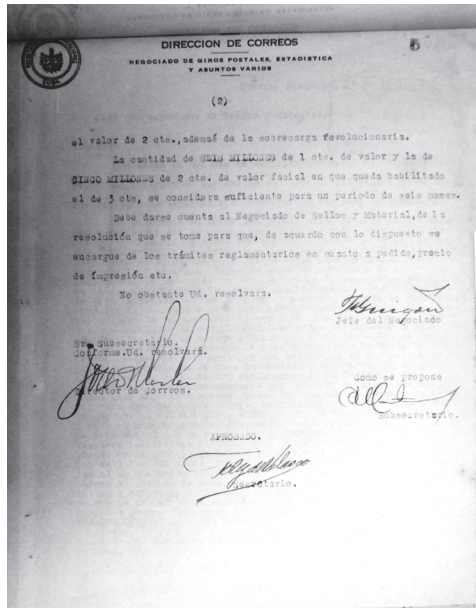 DIRECCION DE CORREOS
5
NEGOCIADO DE GIROS POSTALES, ESTADISTICA
Y ASUNTOS VARIOS
(2)
el valor de 2 cts., además de la sobrecarga revolucionaria.
La cantidad de SEIS MILLONES de 1 cts. de valor y la de
CINCO MILLONES de 2 cts. de valor facial en que queda habilitado
el de 3 cts, se considera suficiente para un periodo de seis meses.
Debe darse cuenta al Negociado de Sellos y Material, de la
resolución que se tome para que, de acuerdo con lo dispuesto se
encargue de los trámites reglamentarios en cuanto a pedido, precio
de impresión etc.
No obstante Ud. resolvera.
Jefe del Negociado
Sr. Subsecretario.
Conforme.Ud. resolverá.
Director de Correos.
Como se propone
Subsecretario.
APROBADO.
Secretario.